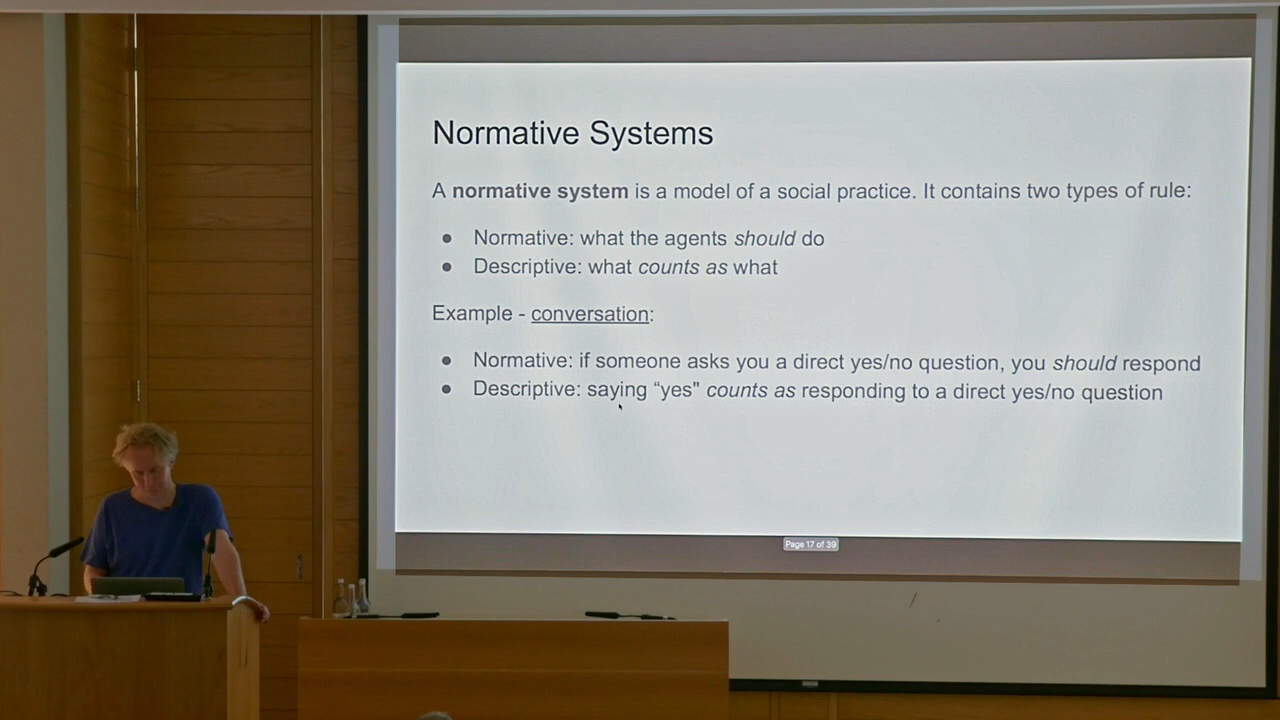 Normative Systems
A normative system is a model of a social practice. It contains two types of rule:
● Normative: what the agents should do
● Descriptive: what counts as what
Example - conversation:
● Normative: if someone asks you a direct yes/no question, you should respond
● Descriptive: saying “yes" counts as responding to a direct yes/no question
Page 17 of 39